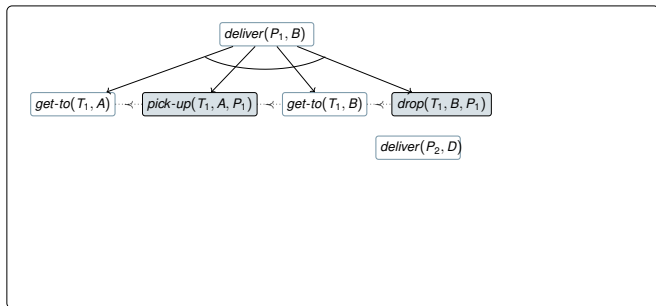 deliver(P₁, B)
get-to(T₁, A) ≺ pick-up(T₁, A, P₁) ≺ get-to(T₁, B) ≺ drop(T₁, B, P₁)
deliver(P₂, D)